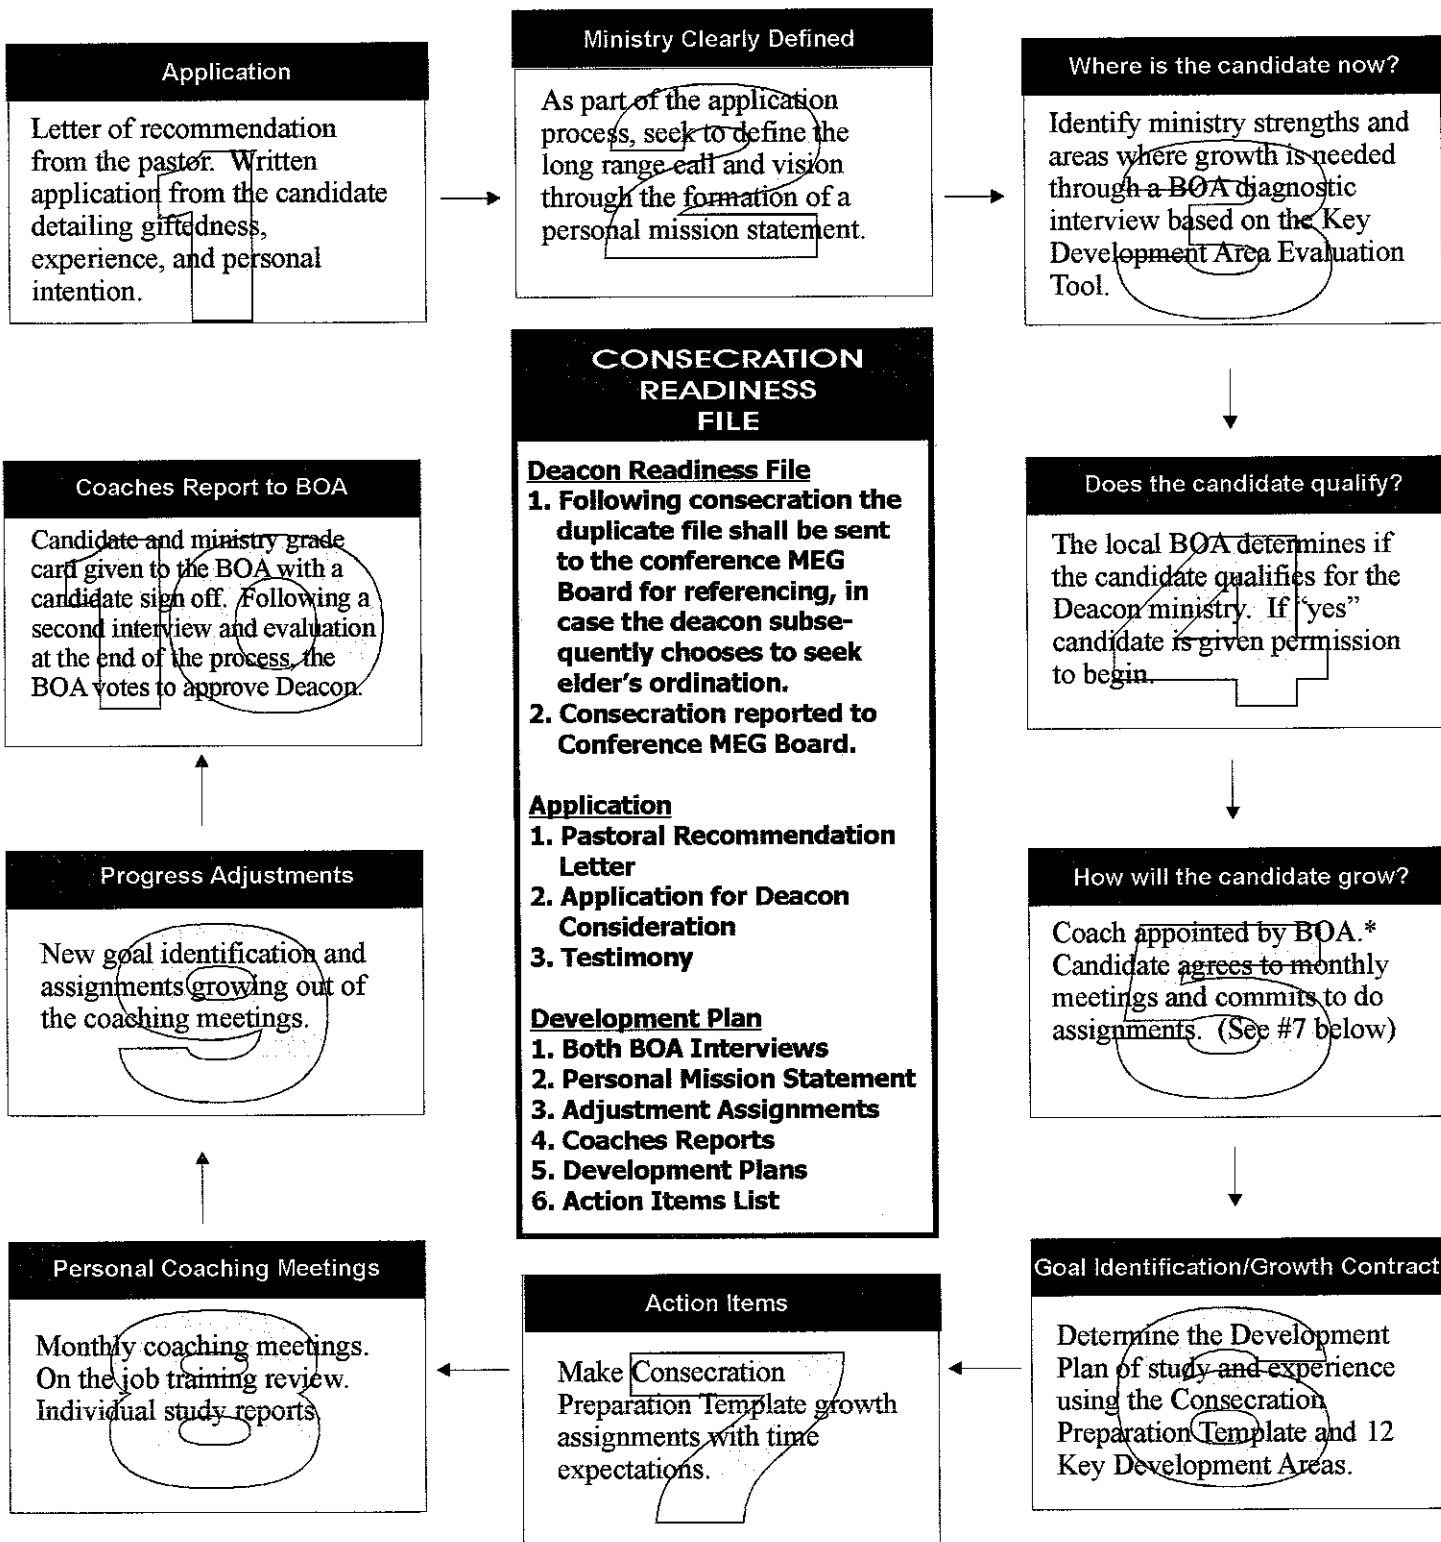 Application
Letter of recommendation
from the pastor. Written
application from the candidate
detailing giftedness,
experience, and personal
intention.
1
Ministry Clearly Defined
As part of the application
process, seek to define the
long range call and vision
through the formation of a
personal mission statement.
2
Where is the candidate now?
Identify ministry strengths and
areas where growth is needed
through a BOA diagnostic
interview based on the Key
Development Area Evaluation
Tool.
3
Does the candidate qualify?
The local BOA determines if
the candidate qualifies for the
Deacon ministry. If “yes”
candidate is given permission
to begin.
4
How will the candidate grow?
Coach appointed by BOA.*
Candidate agrees to monthly
meetings and commits to do
assignments. (See #7 below)
5
Goal Identification/Growth Contract
Determine the Development
Plan of study and experience
using the Consecration
Preparation Template and 12
Key Development Areas.
6
Action Items
Make Consecration
Preparation Template growth
assignments with time
expectations.
7
Personal Coaching Meetings
Monthly coaching meetings.
On the job training review.
Individual study reports
8
Progress Adjustments
New goal identification and
assignments growing out of
the coaching meetings.
9
Coaches Report to BOA
Candidate and ministry grade
card given to the BOA with a
candidate sign off. Following a
second interview and evaluation
at the end of the process, the
BOA votes to approve Deacon.
10
CONSECRATION
READINESS
FILE
Deacon Readiness File
1. Following consecration the
duplicate file shall be sent
to the conference MEG
Board for referencing, in
case the deacon subse-
quently chooses to seek
elder's ordination.
2. Consecration reported to
Conference MEG Board.
Application
1. Pastoral Recommendation
Letter
2. Application for Deacon
Consideration
3. Testimony
Development Plan
1. Both BOA Interviews
2. Personal Mission Statement
3. Adjustment Assignments
4. Coaches Reports
5. Development Plans
6. Action Items List